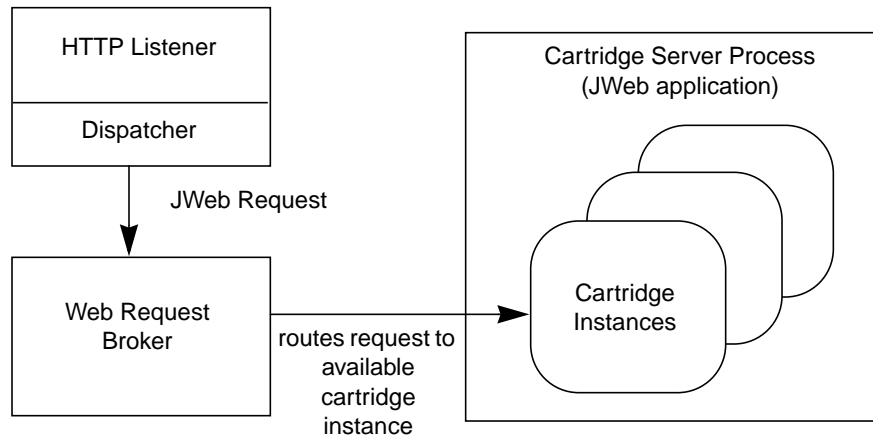 HTTP Listener
Dispatcher
JWeb Request
Web Request
Broker
routes request to
available
cartridge
instance
Cartridge Server Process
(JWeb application)
Cartridge
Instances